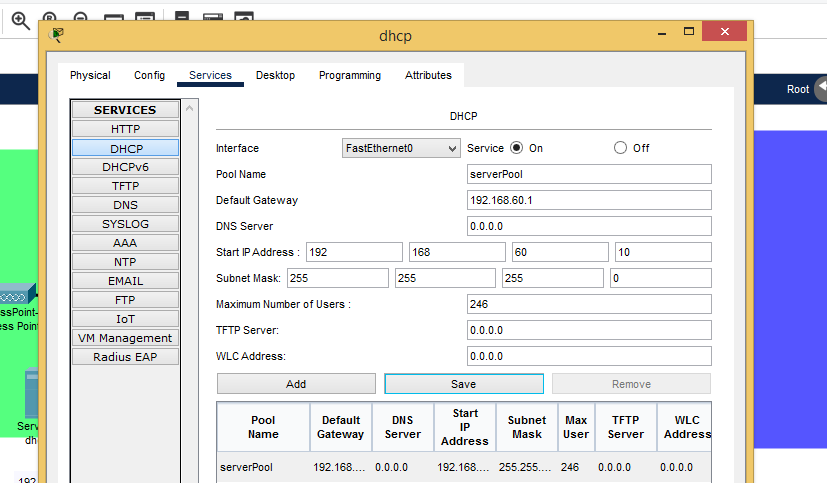 dhcp
Physical Config Services Desktop Programming Attributes
Root
SERVICES
HTTP
DHCP
DHCPv6
TFTP
DNS
SYSLOG
AAA
NTP
EMAIL
FTP
IoT
VM Management
Radius EAP
DHCP
Interface FastEthernet0 Service On Off
Pool Name serverPool
Default Gateway 192.168.60.1
DNS Server 0.0.0.0
Start IP Address : 192 168 60 10
Subnet Mask: 255 255 255 0
Maximum Number of Users : 246
TFTP Server: 0.0.0.0
WLC Address: 0.0.0.0
Add Save Remove
Pool Name Default Gateway DNS Server Start IP Address Subnet Mask Max User TFTP Server WLC Address
serverPool 192.168.... 0.0.0.0 192.168.... 255.255.... 246 0.0.0.0 0.0.0.0
ssPoint-
ess Point
Serv
dh
192